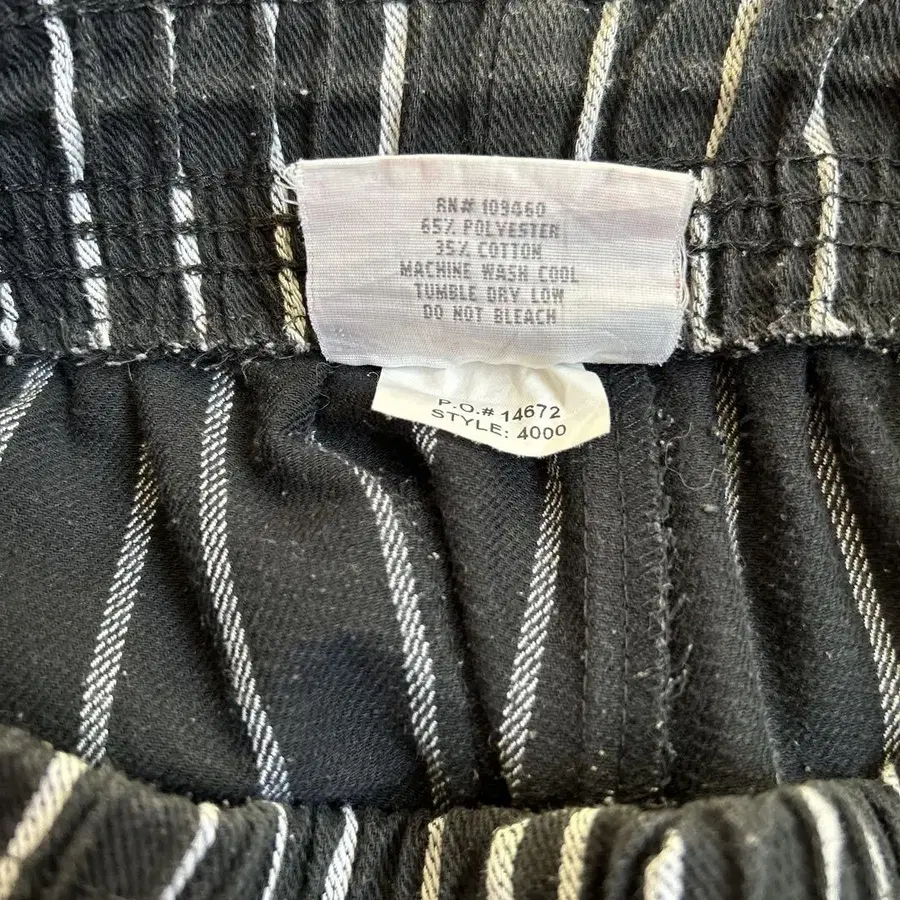 RN# 109460
65% POLYESTER
35% COTTON
MACHINE WASH COOL
TUMBLE DRY LOW
DO NOT BLEACH
P.O.# 14672
STYLE: 4000